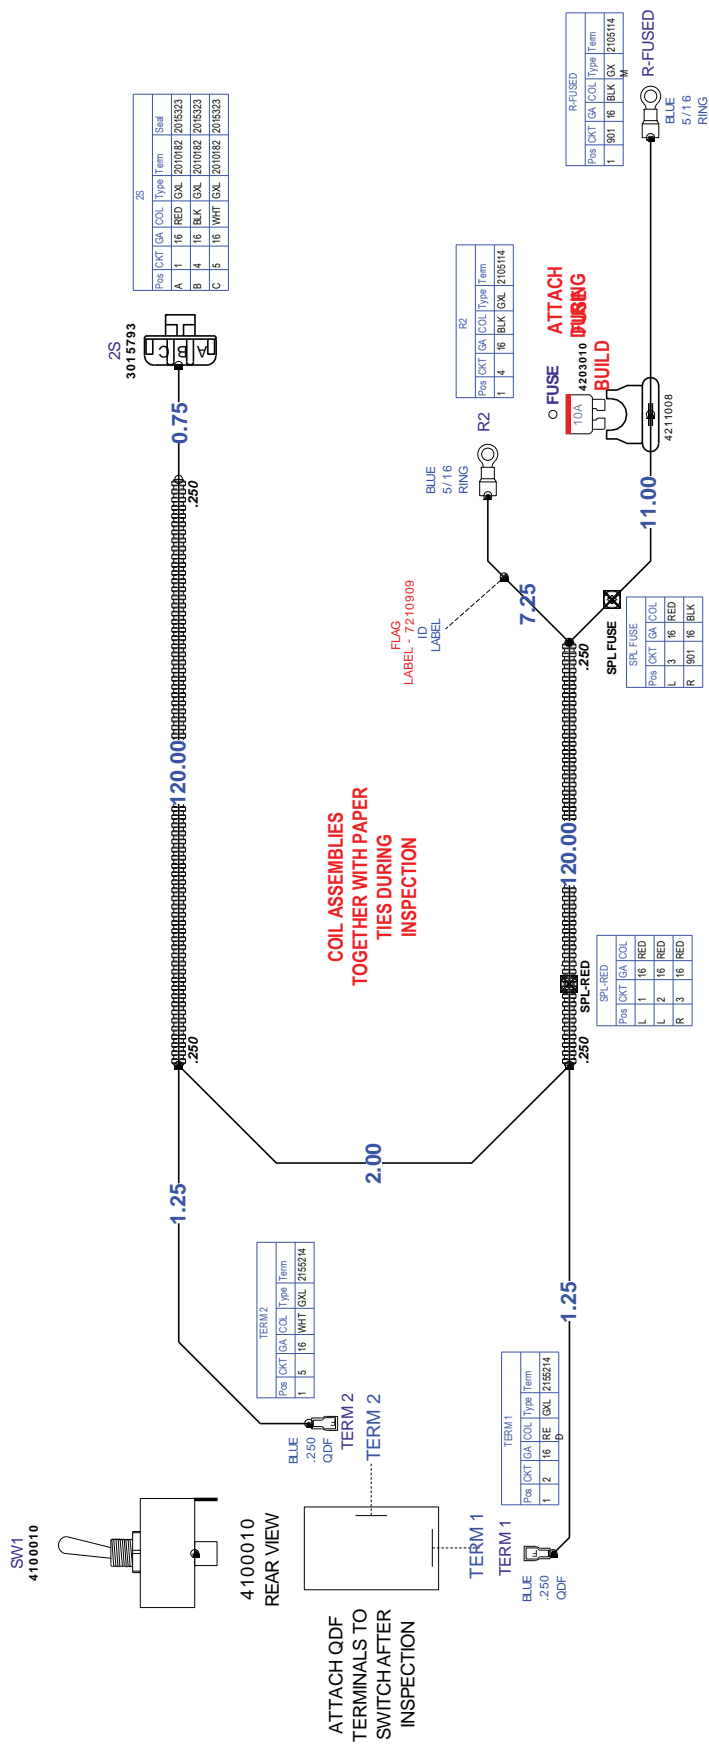 SW1
4100010
4100010
REAR VIEW
ATTACH QDF
TERMINALS TO
SWITCH AFTER
INSPECTION
TERM 2
TERM 1
BLUE
.250
QDF
TERM 2
TERM2
Pos CKT GA COL Type Term
1 5 16 WHT GXL 2155214
BLUE
.250
QDF
TERM 1
TERM1
Pos CKT GA COL Type Term
1 2 16 RED GXL 2155214
1.25
1.25
2.00
.250
.250
COIL ASSEMBLIES
TOGETHER WITH PAPER
TIES DURING
INSPECTION
120.00
120.00
SPL-RED
SPL-RED
Pos CKT GA COL
L 1 16 RED
L 2 16 RED
R 3 16 RED
.250
.250
0.75
2S
3015793
A
B
C
2S
Pos CKT GA COL Type Term Seal
A 1 16 RED GXL 2010182 2015323
B 4 16 BLK GXL 2010182 2015323
C 5 16 WHT GXL 2010182 2015323
FLAG
LABEL - 7210909
ID
LABEL
7.25
BLUE
5/16
RING
R2
R2
Pos CKT GA COL Type Term
1 4 16 BLK GXL 2105114
SPL FUSE
SPL FUSE
Pos CKT GA COL
L 3 16 RED
R 901 16 BLK
11.00
FUSE
4203010
10A
4211008
ATTACH
FUSE
DURING
BUILD
R-FUSED
Pos CKT GA COL Type Term
1 901 16 BLK GX 2105114
M
R-FUSED
BLUE
5/16
RING